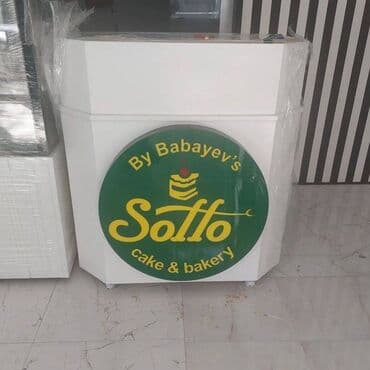 By Babayev's
Sotto
cake & bakery